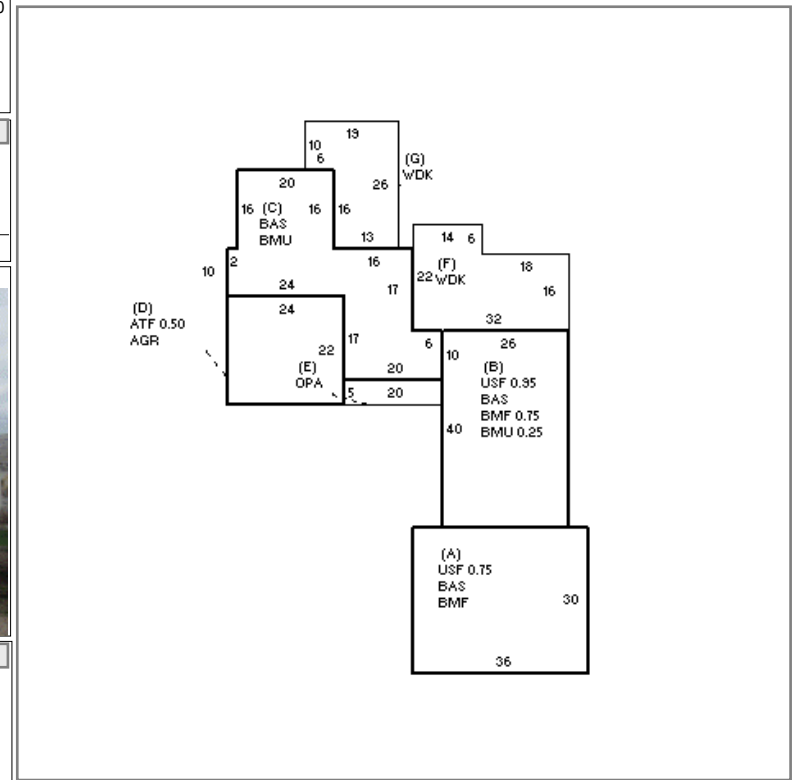 19
10
6
(G)
WDK
26
20
16
(C)
BAS
BMU
16
16
13
14
6
2
10
16
(F)
WDK
22
17
18
16
24
24
32
(D)
ATF 0.50
AGR
22
17
6
10
26
(B)
USF 0.95
BAS
BMF 0.75
BMU 0.25
(E)
OPA
20
5
20
40
(A)
USF 0.75
BAS
BMF
30
36